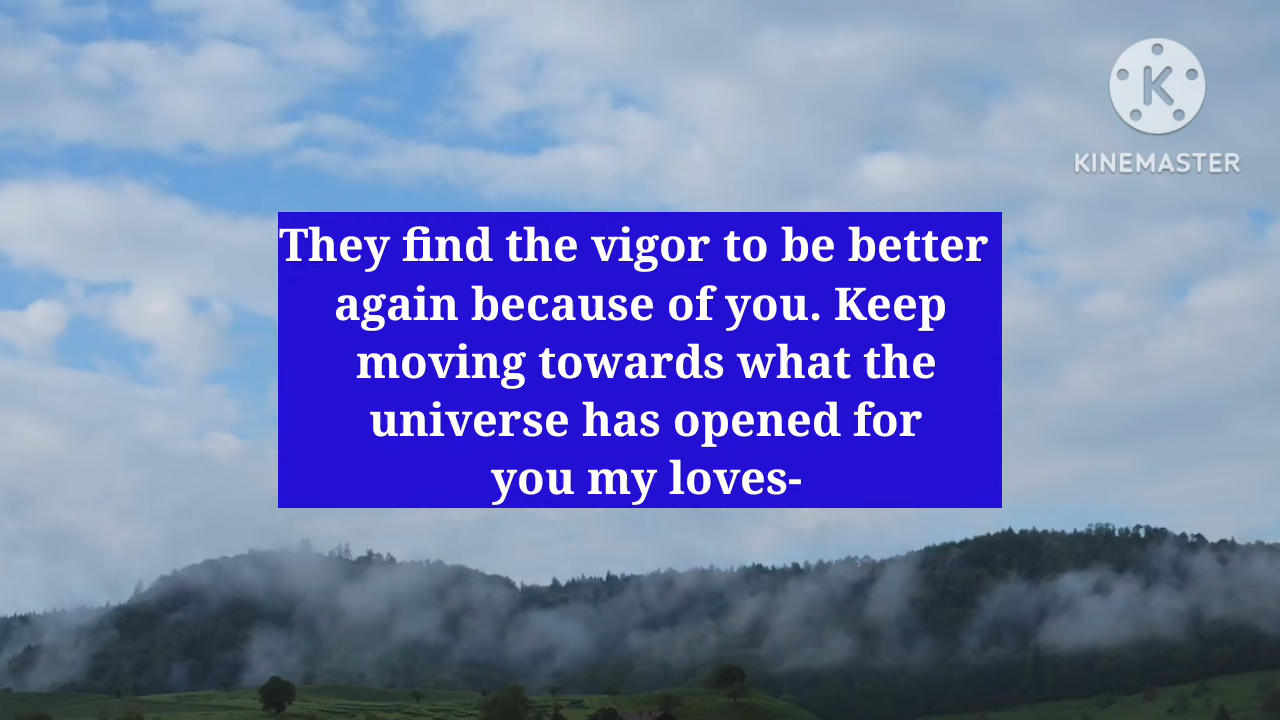 K
KINEMASTER
They find the vigor to be better
again because of you. Keep
moving towards what the
universe has opened for
you my loves-